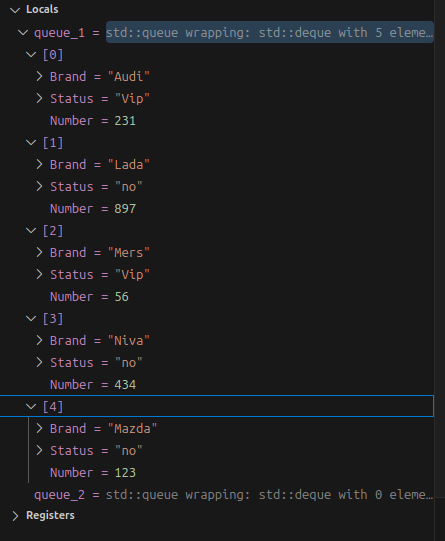 Locals
queue_1 = std::queue wrapping: std::deque with 5 eleme…
[0]
Brand = "Audi"
Status = "Vip"
Number = 231
[1]
Brand = "Lada"
Status = "no"
Number = 897
[2]
Brand = "Mers"
Status = "Vip"
Number = 56
[3]
Brand = "Niva"
Status = "no"
Number = 434
[4]
Brand = "Mazda"
Status = "no"
Number = 123
queue_2 = std::queue wrapping: std::deque with 0 eleme…
Registers